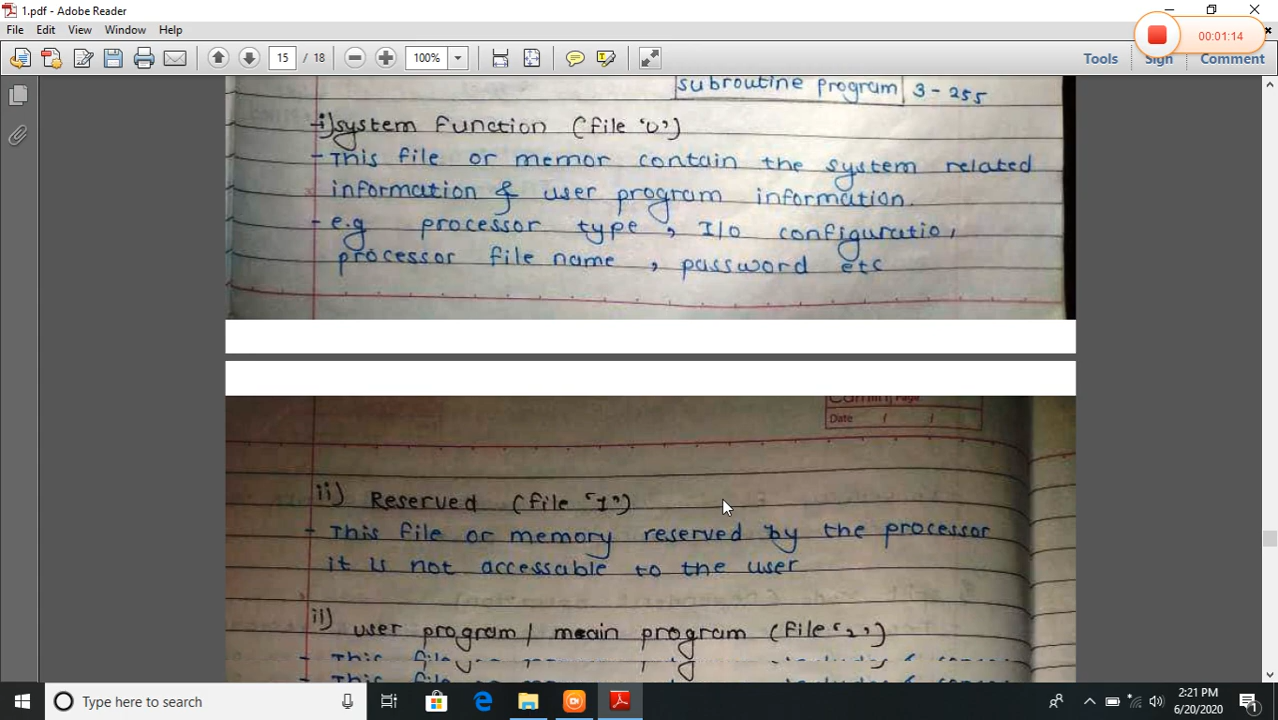 1.pdf - Adobe Reader
File Edit View Window Help
00:01:14
15 / 18 100% Tools Sign Comment
subroutine program 3 - 255
i) system Function (file '0')
- This file or memor contain the system related
information & user program information.
- e.g processor type, I/o configuratio,
processor file name, password etc
Page
Date / /
ii) Reserved (file '1')
- This file or memory reserved by the processor
it is not accessable to the user
ii) user program / main program (file '2')
- This file
Type here to search
2:21 PM
6/20/2020
1